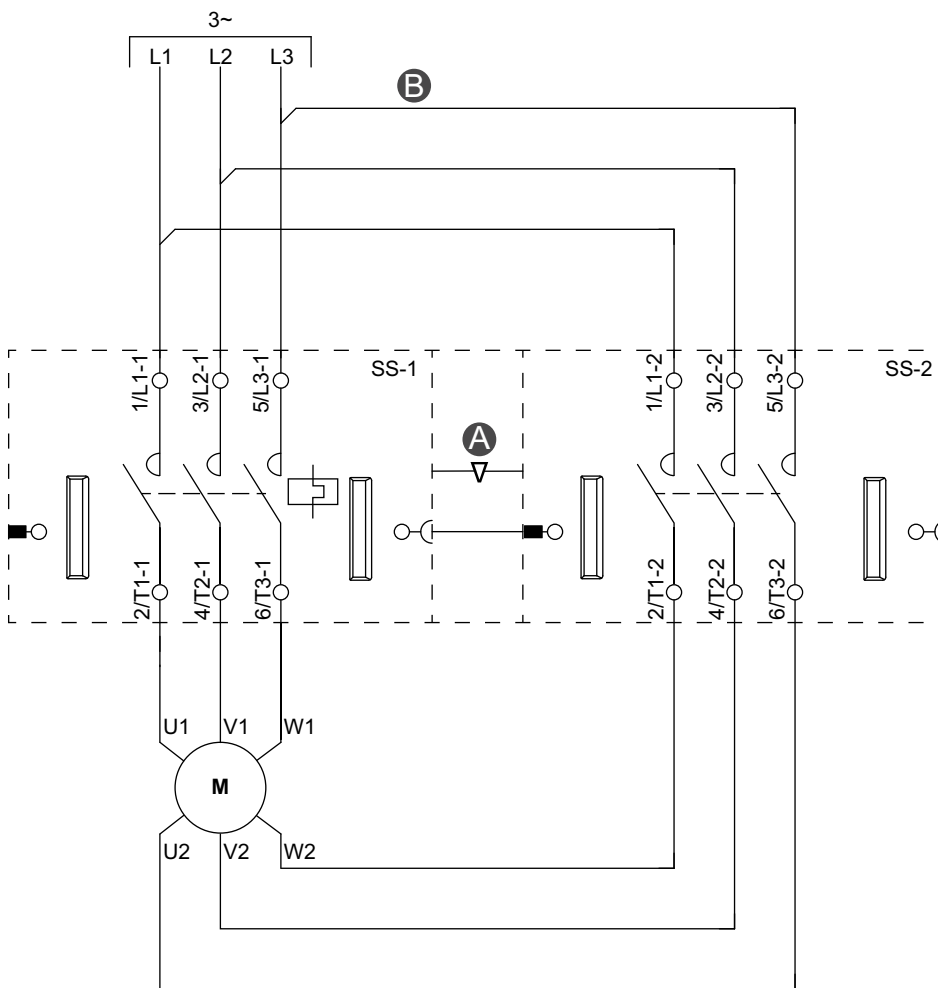 3~
L1 L2 L3
B
SS-1 SS-2
1/L1-1 3/L2-1 5/L3-1 1/L1-2 3/L2-2 5/L3-2
A
2/T1-1 4/T2-1 6/T3-1 2/T1-2 4/T2-2 6/T3-2
U1 V1 W1
M
U2 V2 W2